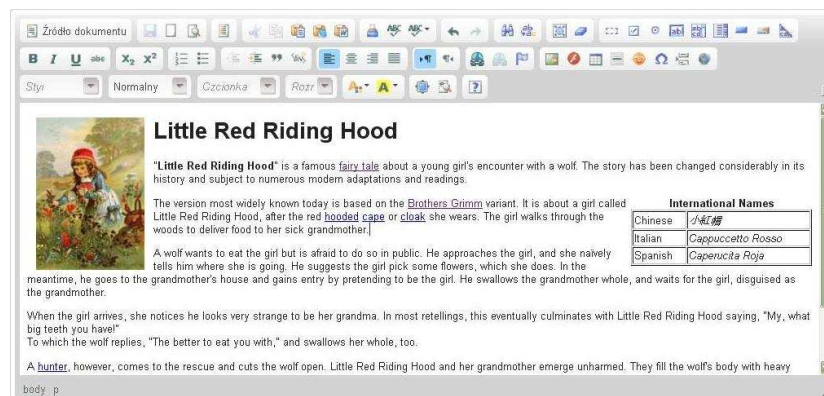 Źródło dokumentu
B I U abc X₂ X²
Styl Normalny Czcionka Rozr A A
Little Red Riding Hood
"Little Red Riding Hood" is a famous fairy tale about a young girl's encounter with a wolf. The story has been changed considerably in its
history and subject to numerous modern adaptations and readings.
The version most widely known today is based on the Brothers Grimm variant. It is about a girl called
Little Red Riding Hood, after the red hooded cape or cloak she wears. The girl walks through the
woods to deliver food to her sick grandmother.
International Names
Chinese 小紅帽
Italian Cappuccetto Rosso
Spanish Caperucita Roja
A wolf wants to eat the girl but is afraid to do so in public. He approaches the girl, and she naïvely
tells him where she is going. He suggests the girl pick some flowers, which she does. In the
meantime, he goes to the grandmother's house and gains entry by pretending to be the girl. He swallows the grandmother whole, and waits for the girl, disguised as
the grandmother.
When the girl arrives, she notices he looks very strange to be her grandma. In most retellings, this eventually culminates with Little Red Riding Hood saying, "My, what
big teeth you have!"
To which the wolf replies, "The better to eat you with," and swallows her whole, too.
A hunter, however, comes to the rescue and cuts the wolf open. Little Red Riding Hood and her grandmother emerge unharmed. They fill the wolf's body with heavy
body p